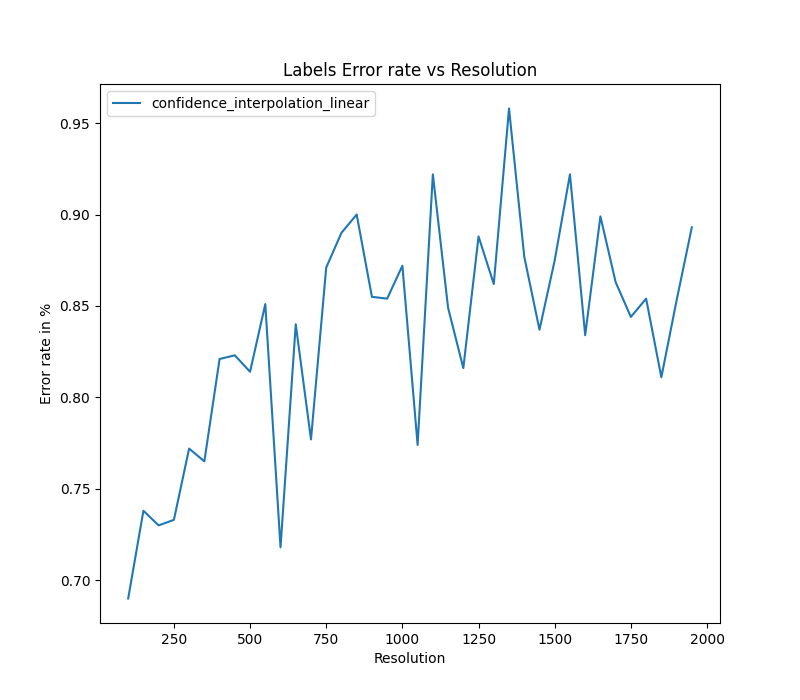 Labels Error rate vs Resolution
confidence_interpolation_linear
0.95
0.90
0.85
0.80
0.75
0.70
Error rate in %
250 500 750 1000 1250 1500 1750 2000
Resolution